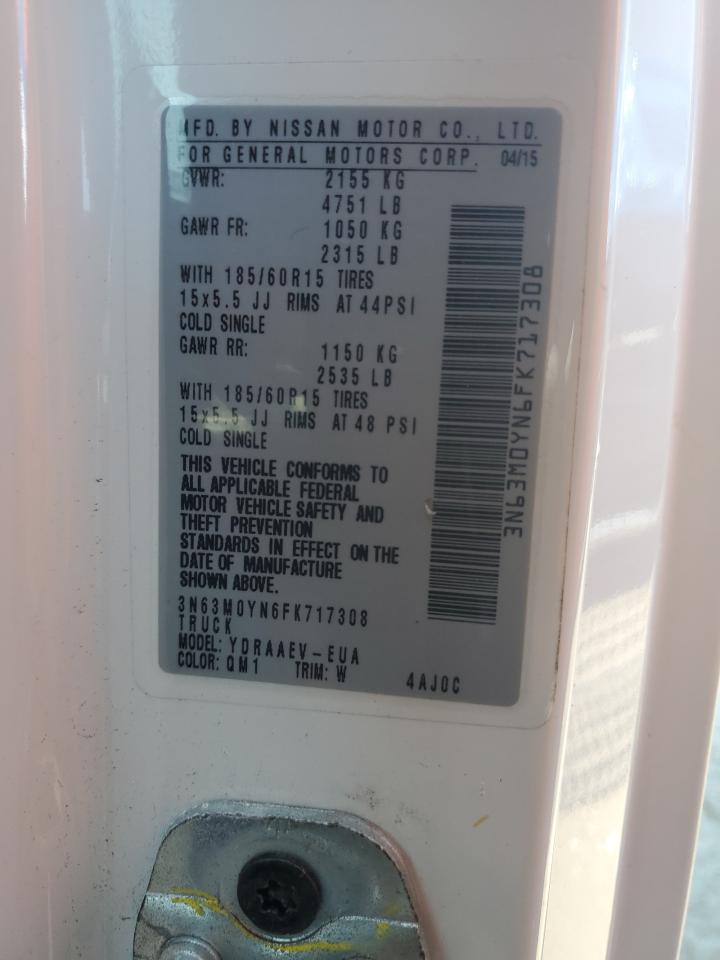 MFD. BY NISSAN MOTOR CO., LTD.
FOR GENERAL MOTORS CORP. 04/15
GVWR: 2155 KG
4751 LB
GAWR FR: 1050 KG
2315 LB
WITH 185/60R15 TIRES
15x5.5 JJ RIMS AT 44PSI
COLD SINGLE
GAWR RR: 1150 KG
2535 LB
WITH 185/60R15 TIRES
15x5.5 JJ RIMS AT 48 PSI
COLD SINGLE
THIS VEHICLE CONFORMS TO
ALL APPLICABLE FEDERAL
MOTOR VEHICLE SAFETY AND
THEFT PREVENTION
STANDARDS IN EFFECT ON THE
DATE OF MANUFACTURE
SHOWN ABOVE.
3N63M0YN6FK717308
TRUCK
MODEL: YDRAAEV-EUA
COLOR: QM1 TRIM: W 4AJ0C
3N63M0YN6FK717308